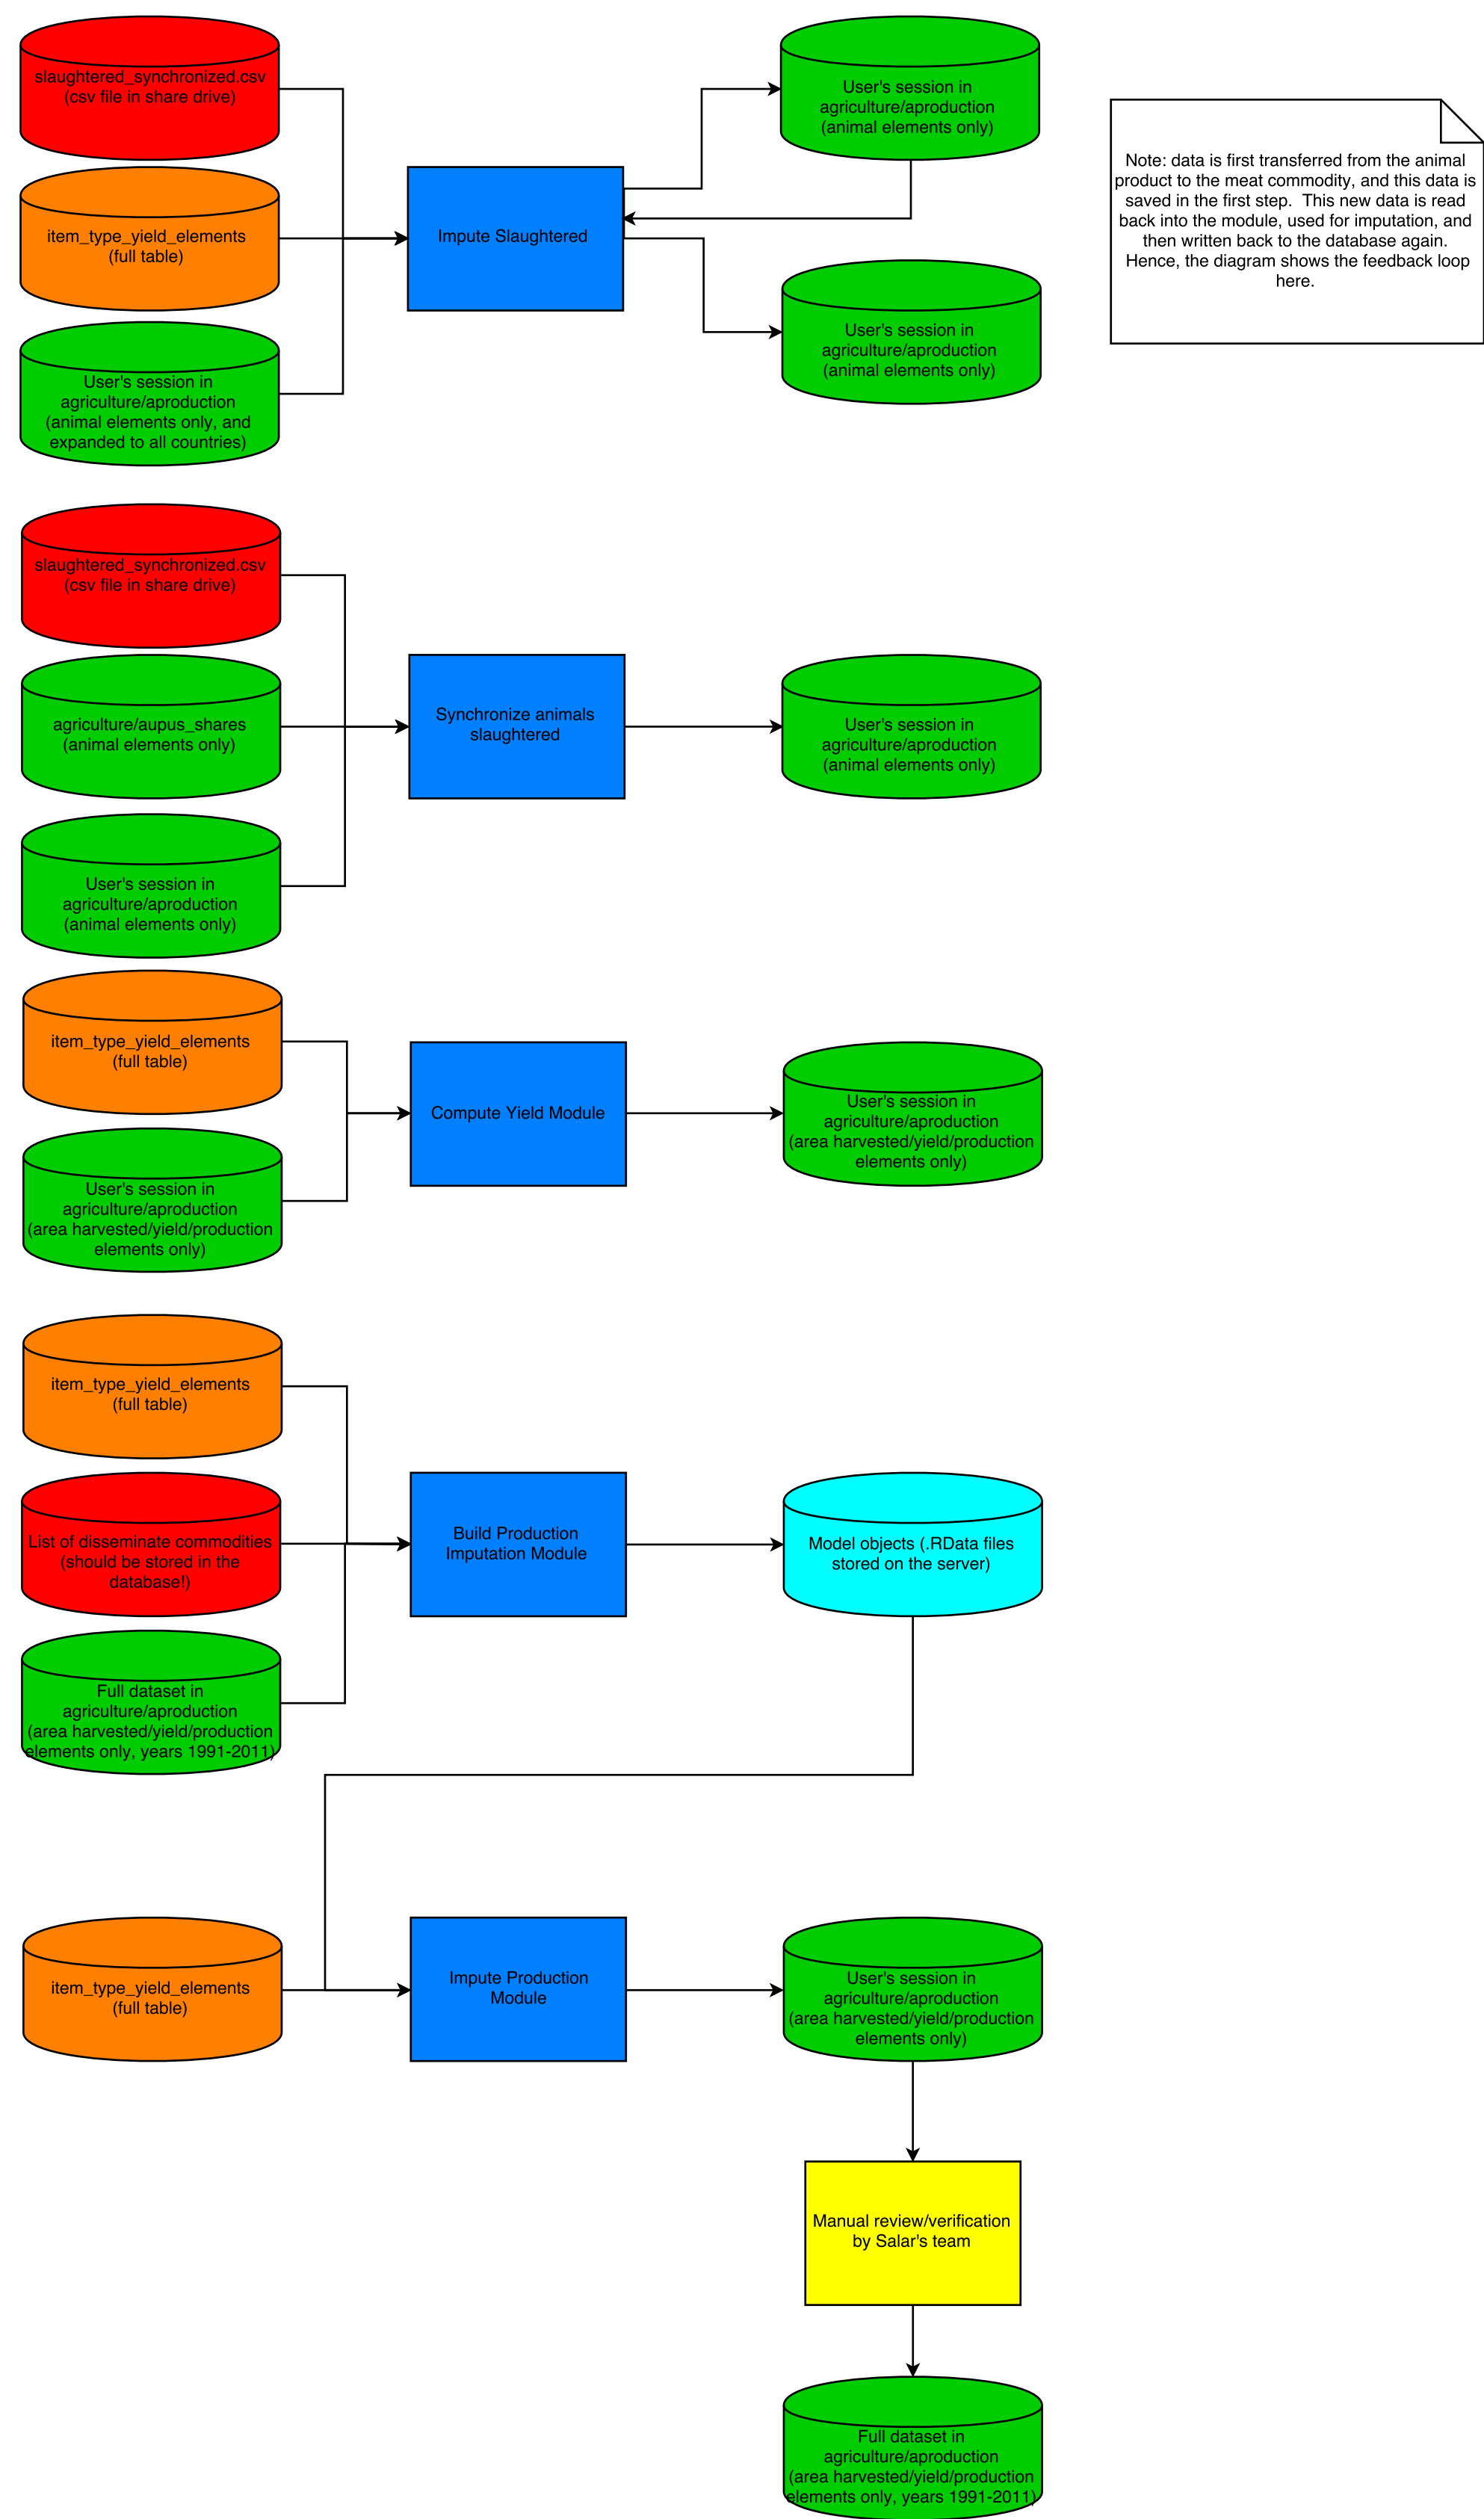 slaughtered_synchronized.csv
(csv file in share drive)
item_type_yield_elements
(full table)
User's session in
agriculture/aproduction
(animal elements only, and
expanded to all countries)
Impute Slaughtered
User's session in
agriculture/aproduction
(animal elements only)
User's session in
agriculture/aproduction
(animal elements only)
Note: data is first transferred from the animal
product to the meat commodity, and this data is
saved in the first step.  This new data is read
back into the module, used for imputation, and
then written back to the database again.
Hence, the diagram shows the feedback loop
here.
slaughtered_synchronized.csv
(csv file in share drive)
agriculture/aupus_shares
(animal elements only)
User's session in
agriculture/aproduction
(animal elements only)
Synchronize animals
slaughtered
User's session in
agriculture/aproduction
(animal elements only)
item_type_yield_elements
(full table)
User's session in
agriculture/aproduction
(area harvested/yield/production
elements only)
Compute Yield Module
User's session in
agriculture/aproduction
(area harvested/yield/production
elements only)
item_type_yield_elements
(full table)
List of disseminate commodities
(should be stored in the
database!)
Full dataset in
agriculture/aproduction
(area harvested/yield/production
elements only, years 1991-2011)
Build Production
Imputation Module
Model objects (.RData files
stored on the server)
item_type_yield_elements
(full table)
Impute Production
Module
User's session in
agriculture/aproduction
(area harvested/yield/production
elements only)
Manual review/verification
by Salar's team
Full dataset in
agriculture/aproduction
(area harvested/yield/production
elements only, years 1991-2011)